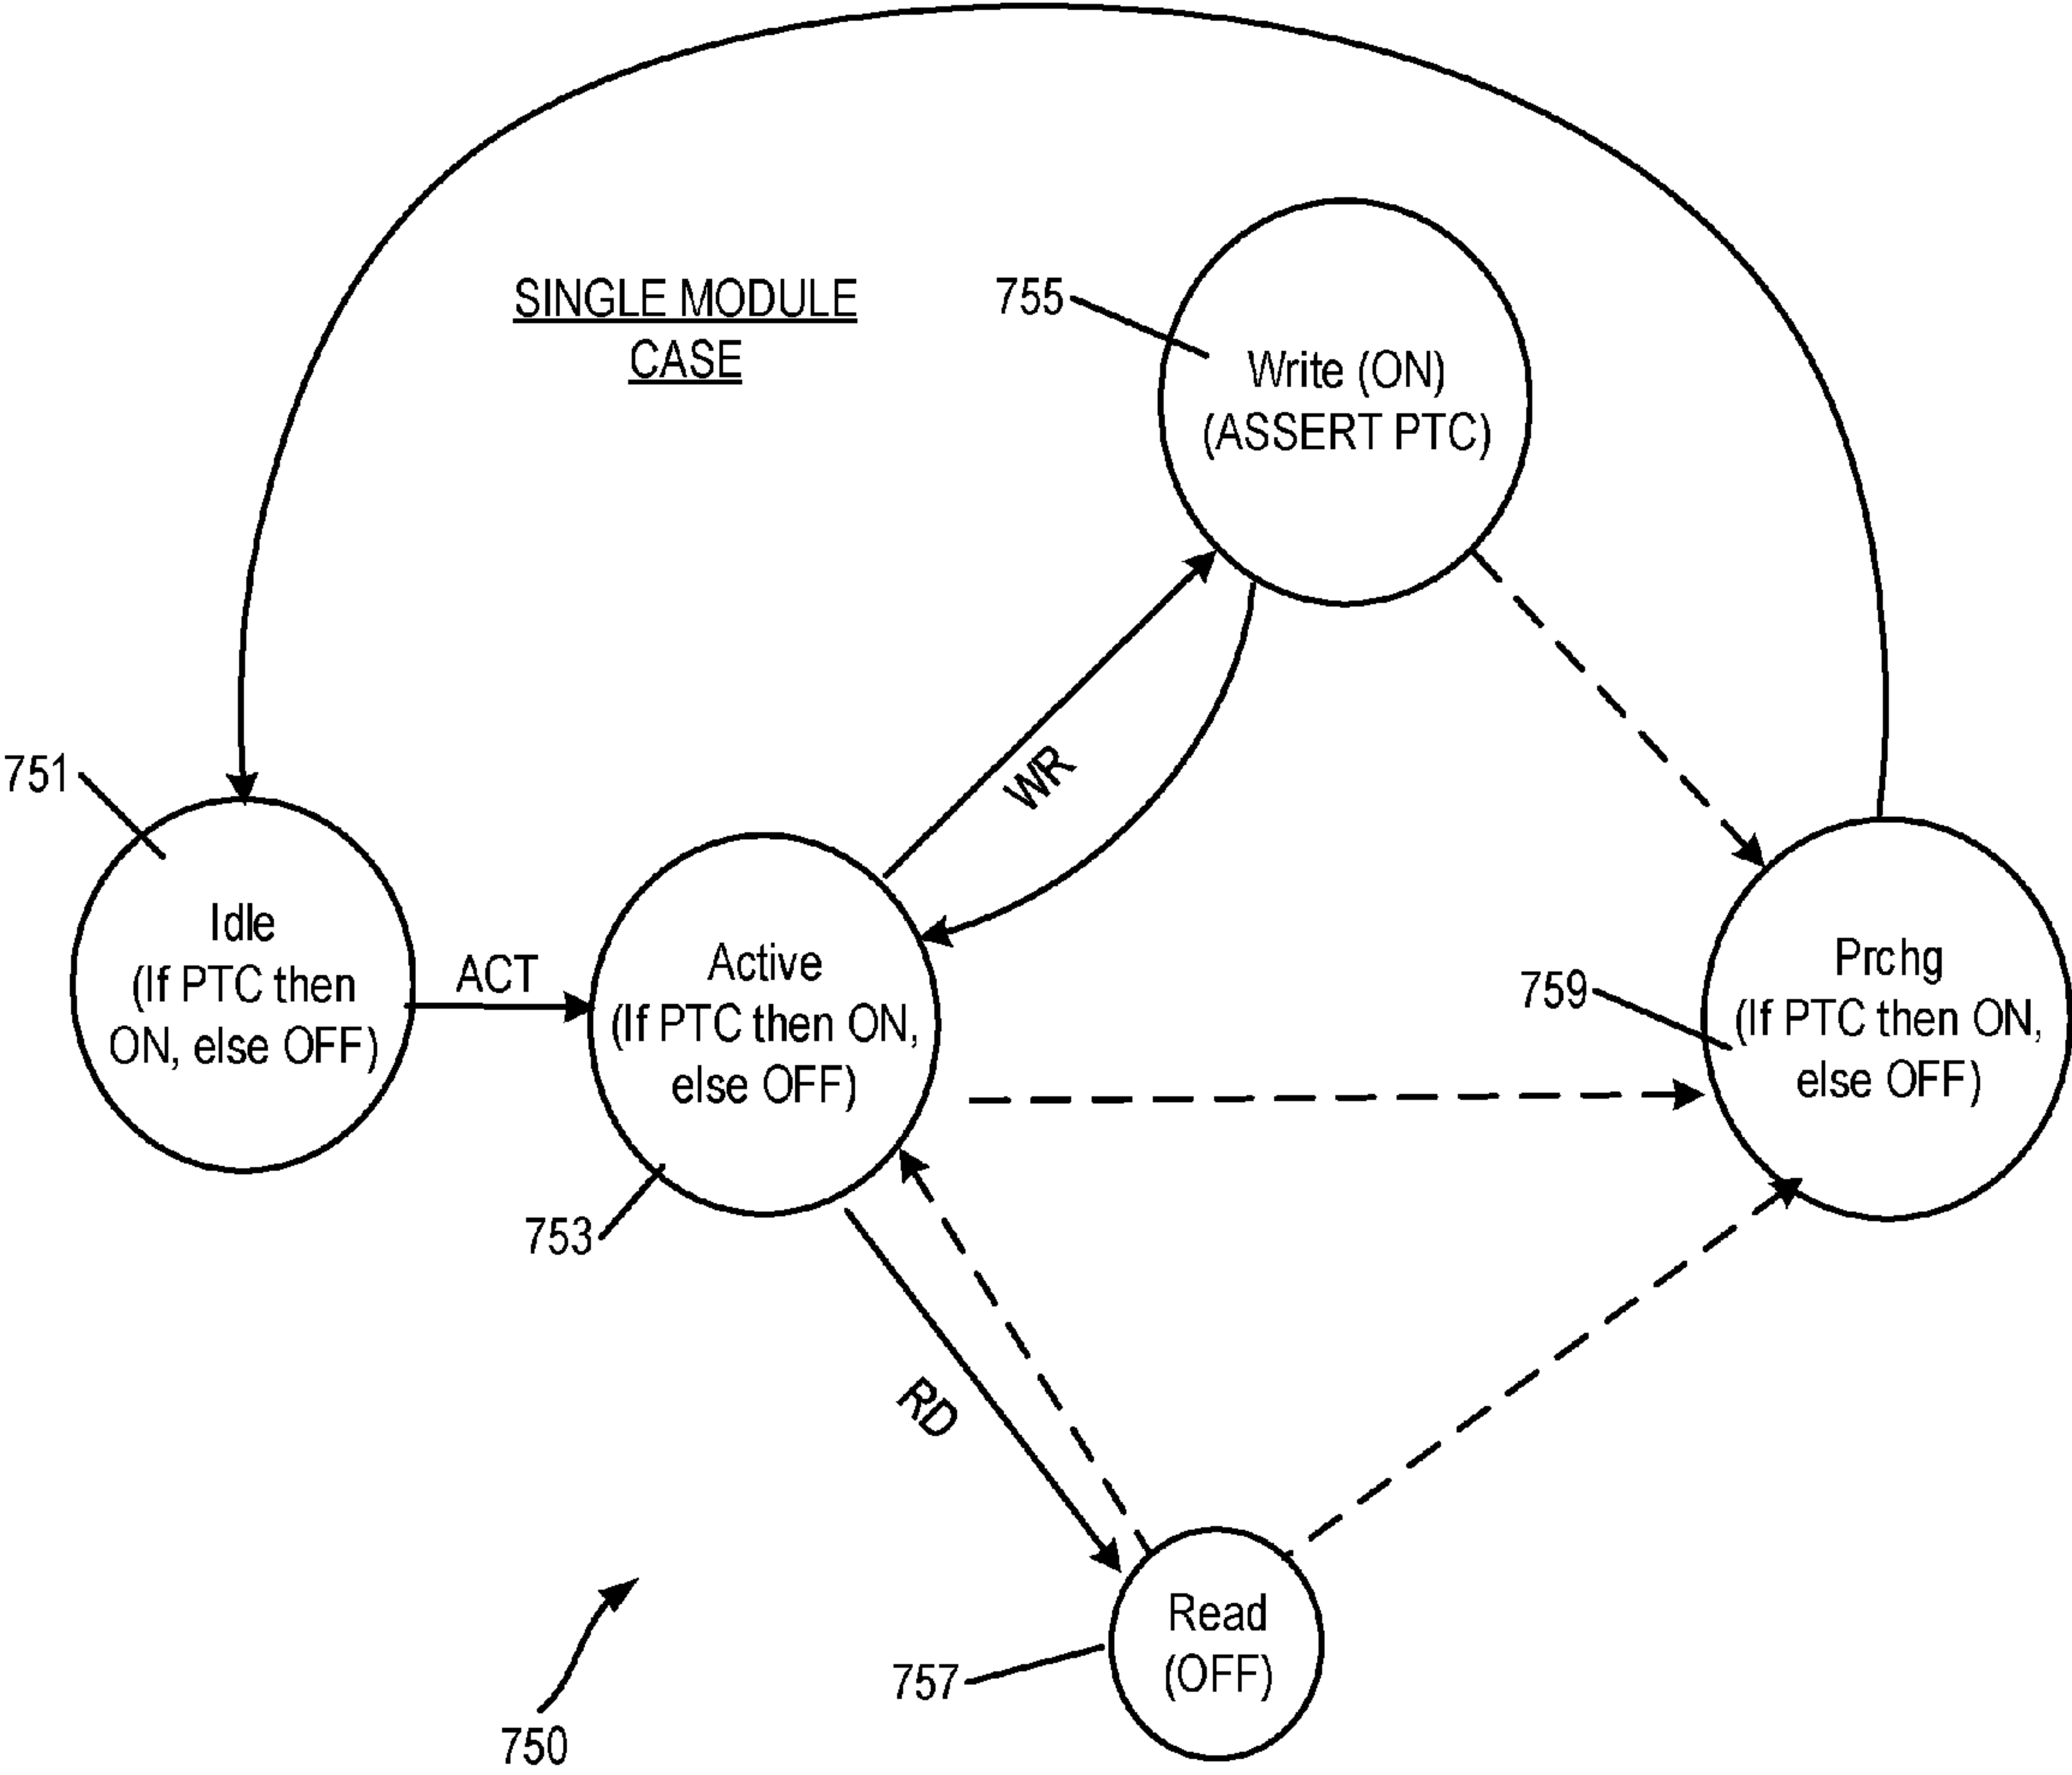 SINGLE MODULE
CASE
755
Write (ON)
(ASSERT PTC)
WR
751
Idle
(If PTC then
ON, else OFF)
ACT
Active
(If PTC then ON,
else OFF)
753
759
Prchg
(If PTC then ON,
else OFF)
RD
Read
(OFF)
757
750